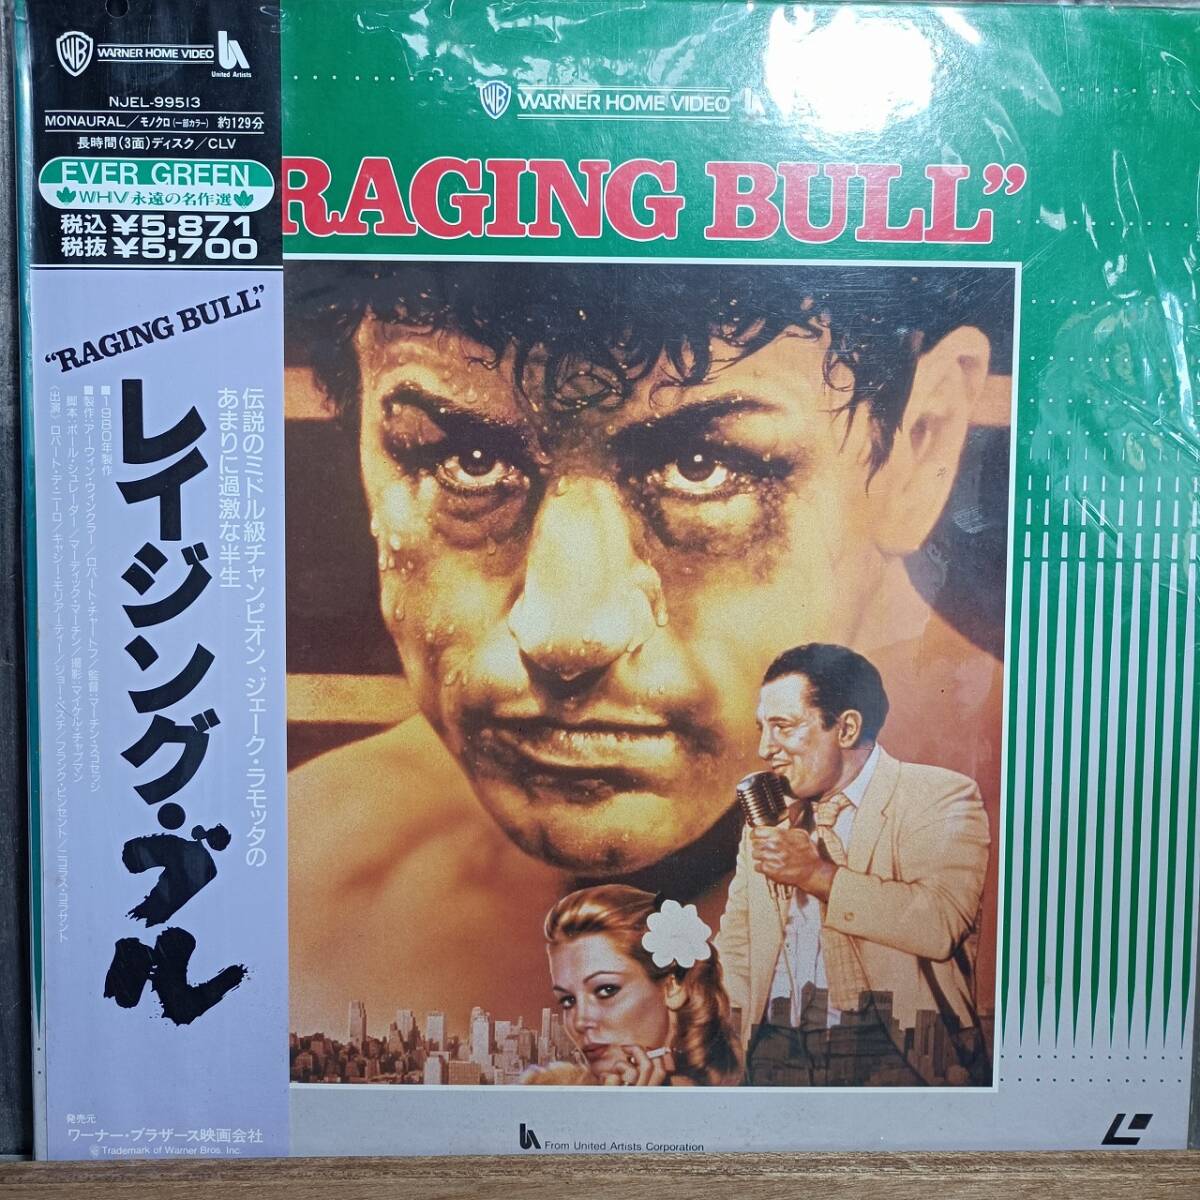 WB WARNER HOME VIDEO
United Artists
NJEL-99513
MONAURAL/モノクロ(一部カラー) 約129分
長時間(3面)ディスク/CLV
EVER GREEN
WHV永遠の名作選
税込 ¥5,871
税抜 ¥5,700
"RAGING BULL"
レイジング・ブル
伝説のミドル級チャンピオン、ジェーク・ラモッタの
あまりに過激な半生
■1980年製作
■製作:アーウィン・ウィンクラー/ロバート・チャートフ/監督:マーチン・スコセッシ
脚本:ポール・シュレーダー/マーディック・マーチン/撮影:マイケル・チャップマン
〈出演〉ロバート・デ・ニーロ/キャシー・モリアーティー/ジョー・ペスチ/フランク・ビンセント/ニコラス・コラサント
発売元
ワーナー・ブラザース映画会社
Trademark of Warner Bros. Inc.
WB WARNER HOME VIDEO
RAGING BULL"
From United Artists Corporation